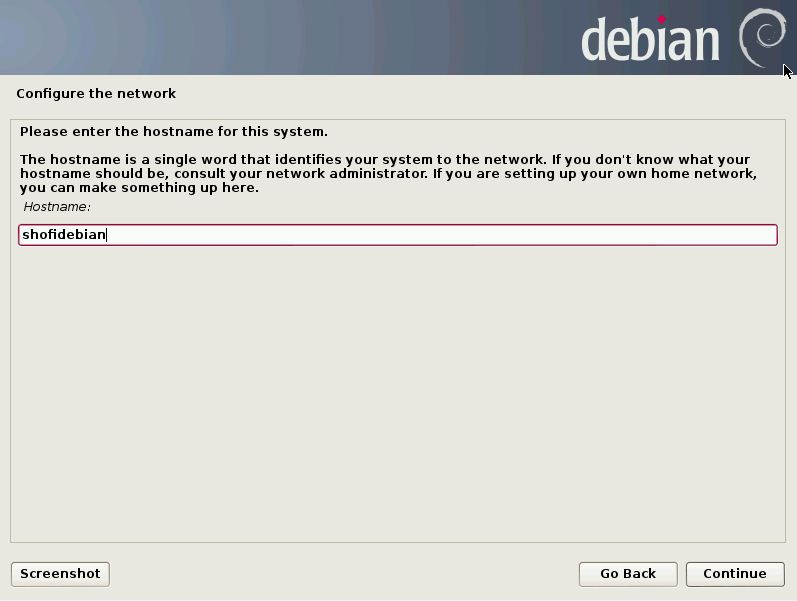 debian
Configure the network
Please enter the hostname for this system.
The hostname is a single word that identifies your system to the network. If you don't know what your
hostname should be, consult your network administrator. If you are setting up your own home network,
you can make something up here.
Hostname:
shofidebian
Screenshot
Go Back
Continue